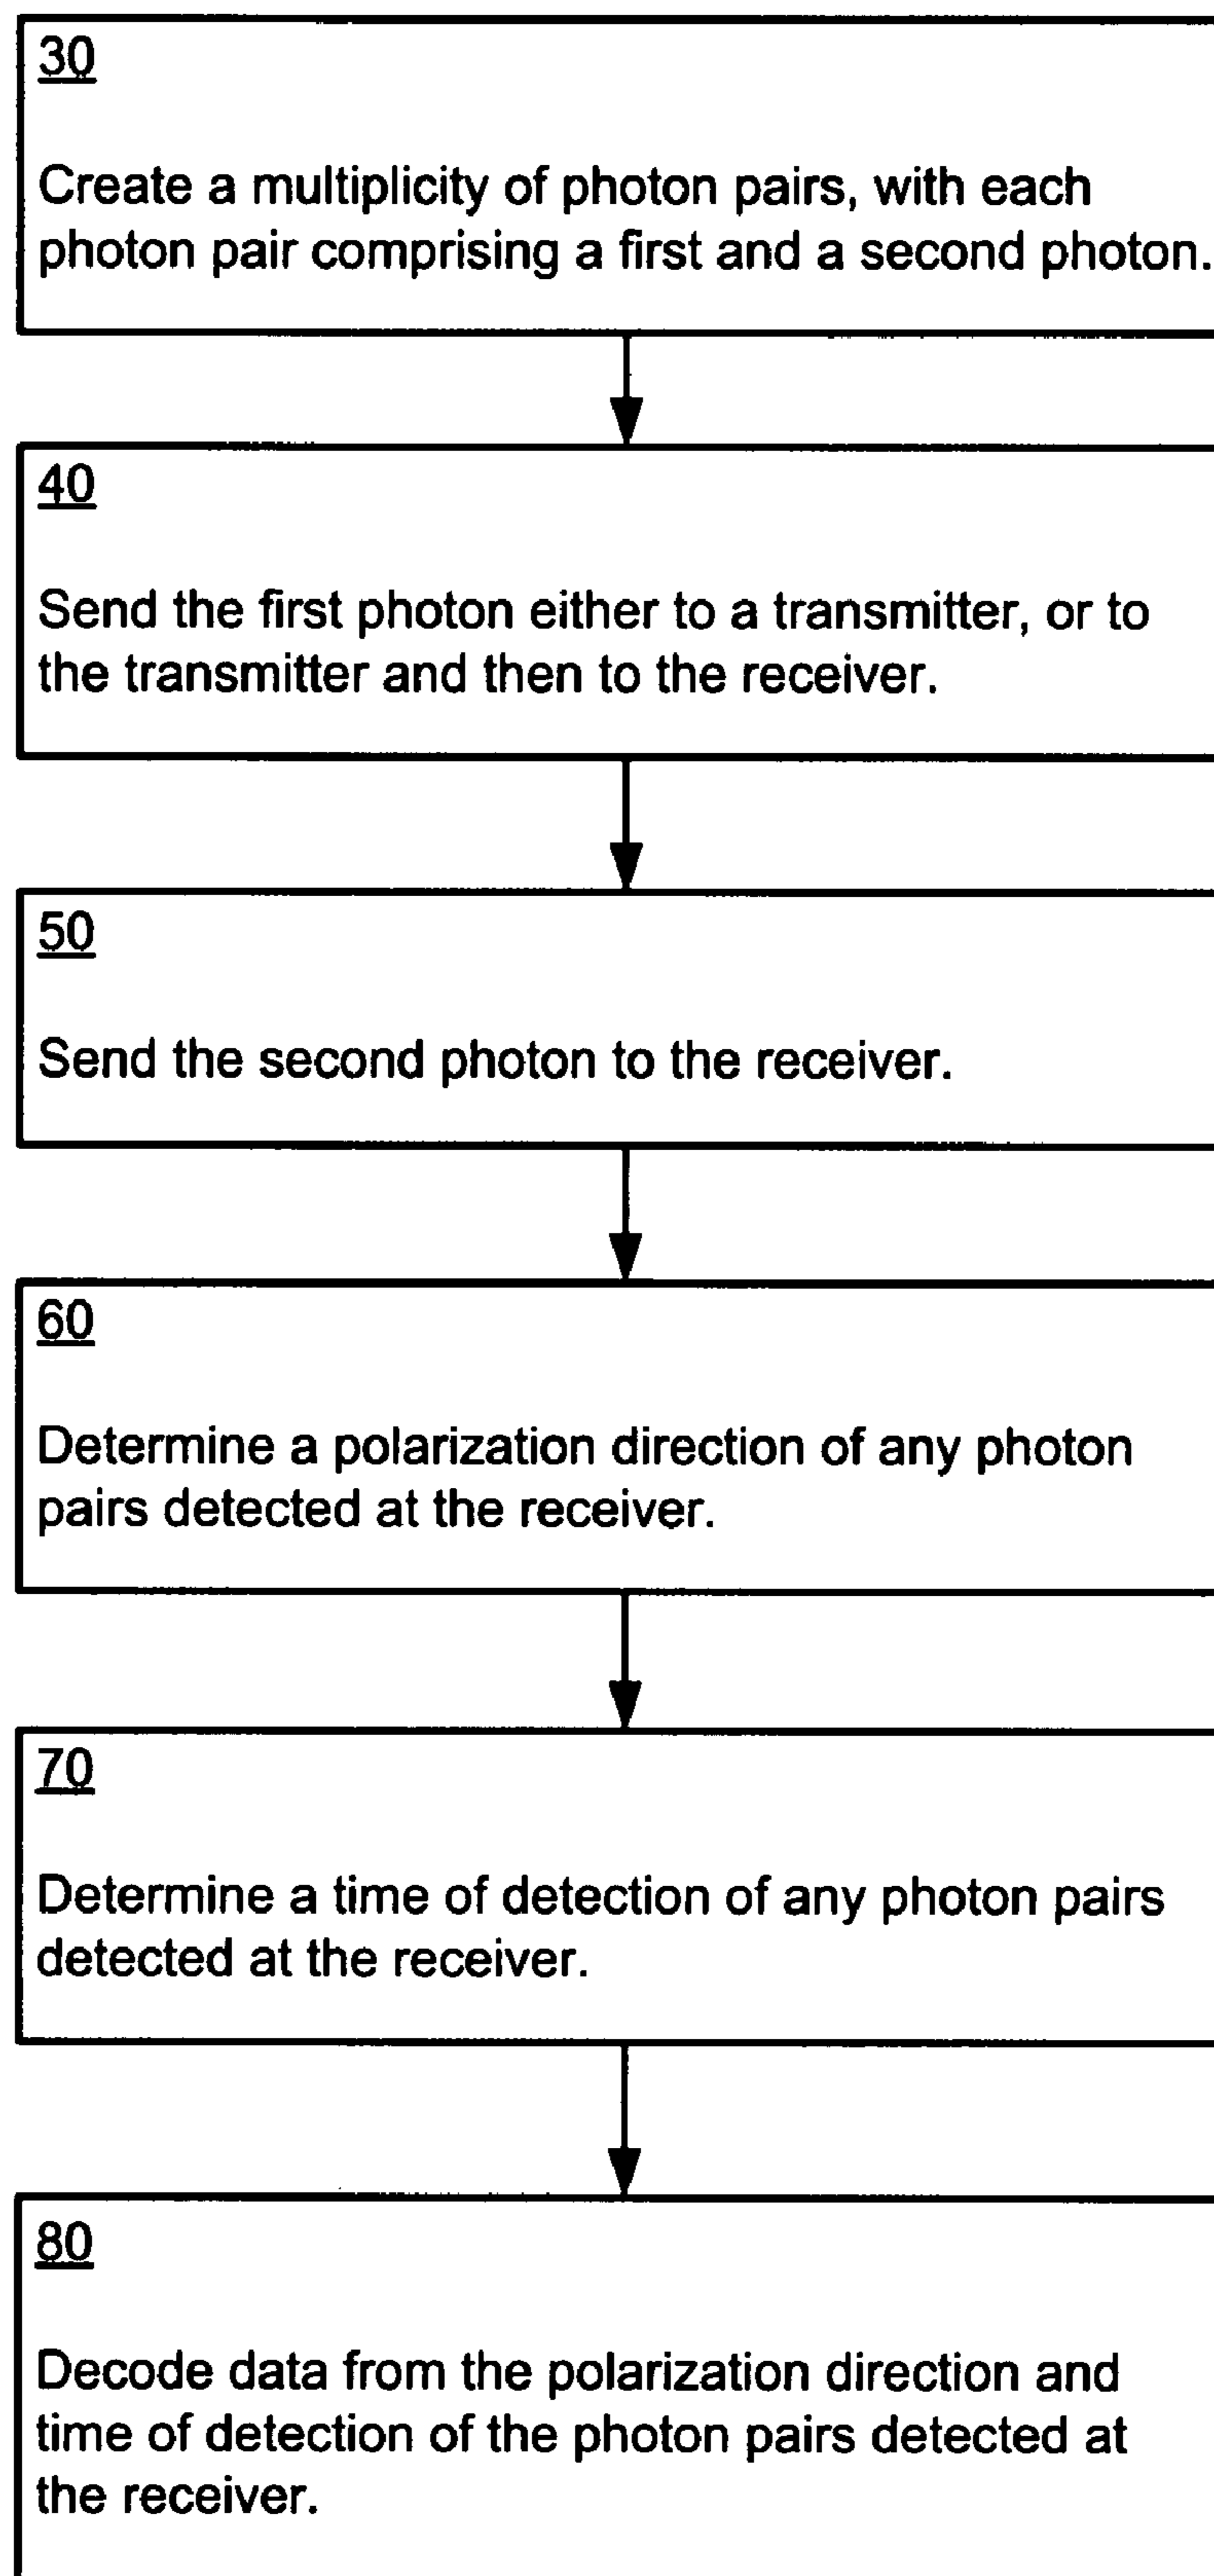 30
Create a multiplicity of photon pairs, with each
photon pair comprising a first and a second photon.
40
Send the first photon either to a transmitter, or to
the transmitter and then to the receiver.
50
Send the second photon to the receiver.
60
Determine a polarization direction of any photon
pairs detected at the receiver.
70
Determine a time of detection of any photon pairs
detected at the receiver.
80
Decode data from the polarization direction and
time of detection of the photon pairs detected at
the receiver.